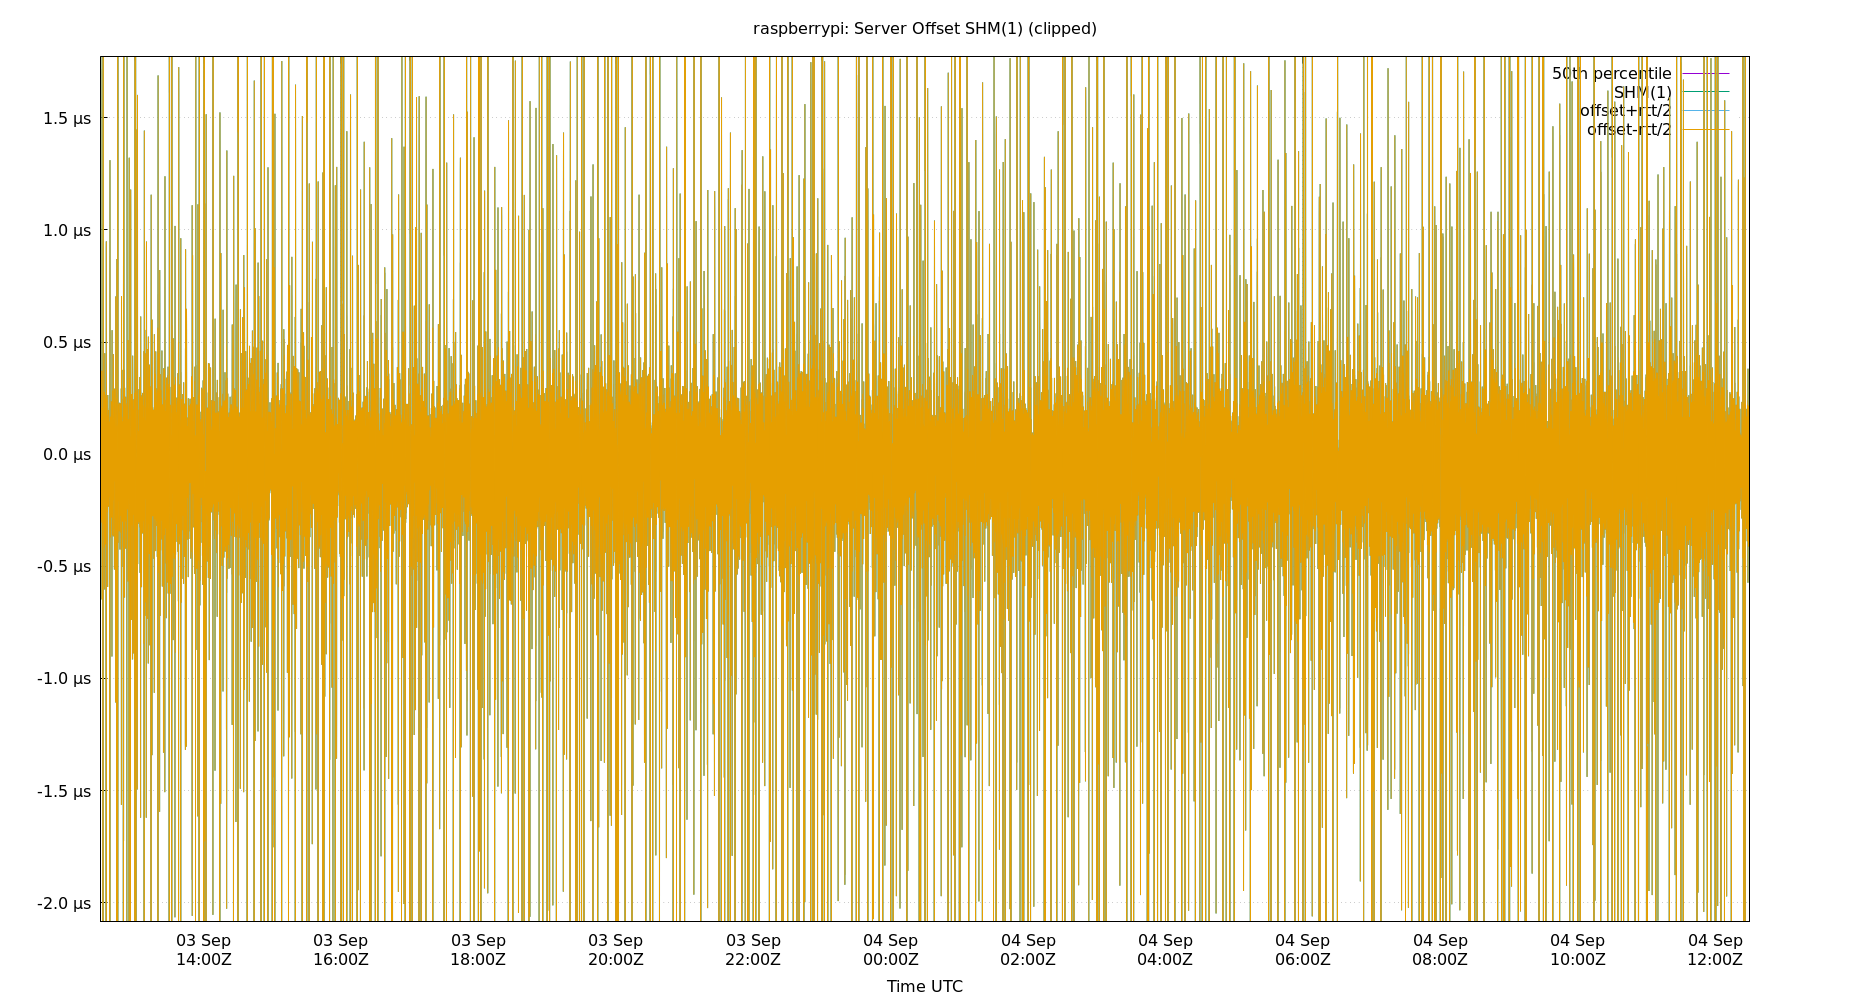 raspberrypi: Server Offset SHM(1) (clipped)
50th percentile
SHM(1)
offset+rtt/2
offset-rtt/2
1.5 µs
1.0 µs
0.5 µs
0.0 µs
-0.5 µs
-1.0 µs
-1.5 µs
-2.0 µs
03 Sep 03 Sep 03 Sep 03 Sep 03 Sep 04 Sep 04 Sep 04 Sep 04 Sep 04 Sep 04 Sep 04 Sep
14:00Z 16:00Z 18:00Z 20:00Z 22:00Z 00:00Z 02:00Z 04:00Z 06:00Z 08:00Z 10:00Z 12:00Z
Time UTC